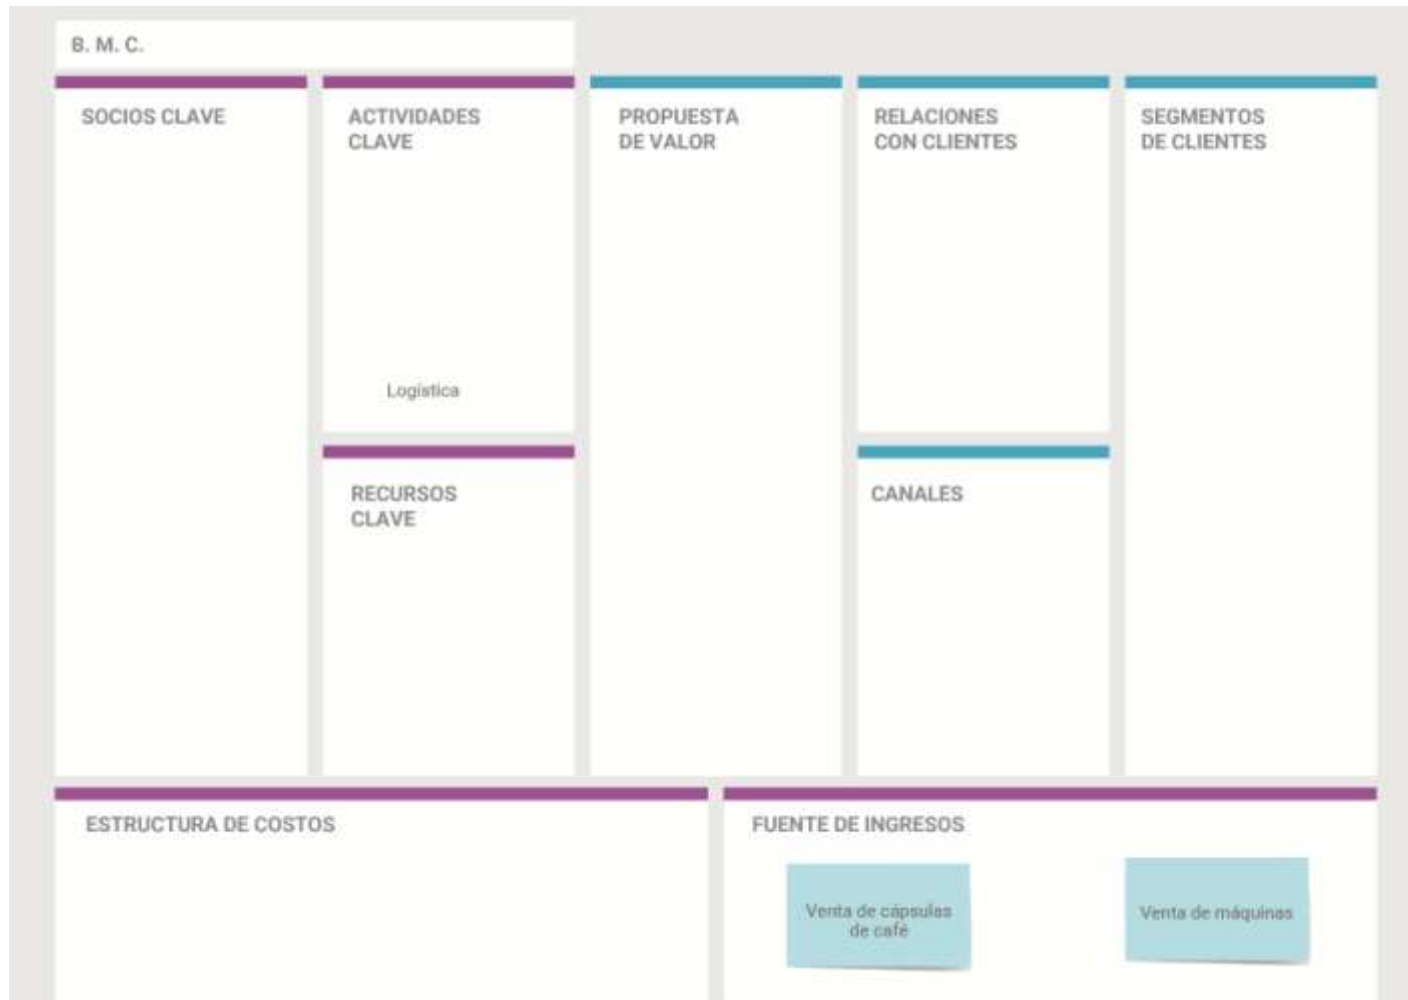 B. M. C.
SOCIOS CLAVE
ACTIVIDADES
CLAVE
Logística
RECURSOS
CLAVE
PROPUESTA
DE VALOR
RELACIONES
CON CLIENTES
CANALES
SEGMENTOS
DE CLIENTES
ESTRUCTURA DE COSTOS
FUENTE DE INGRESOS
Venta de cápsulas
de café
Venta de máquinas